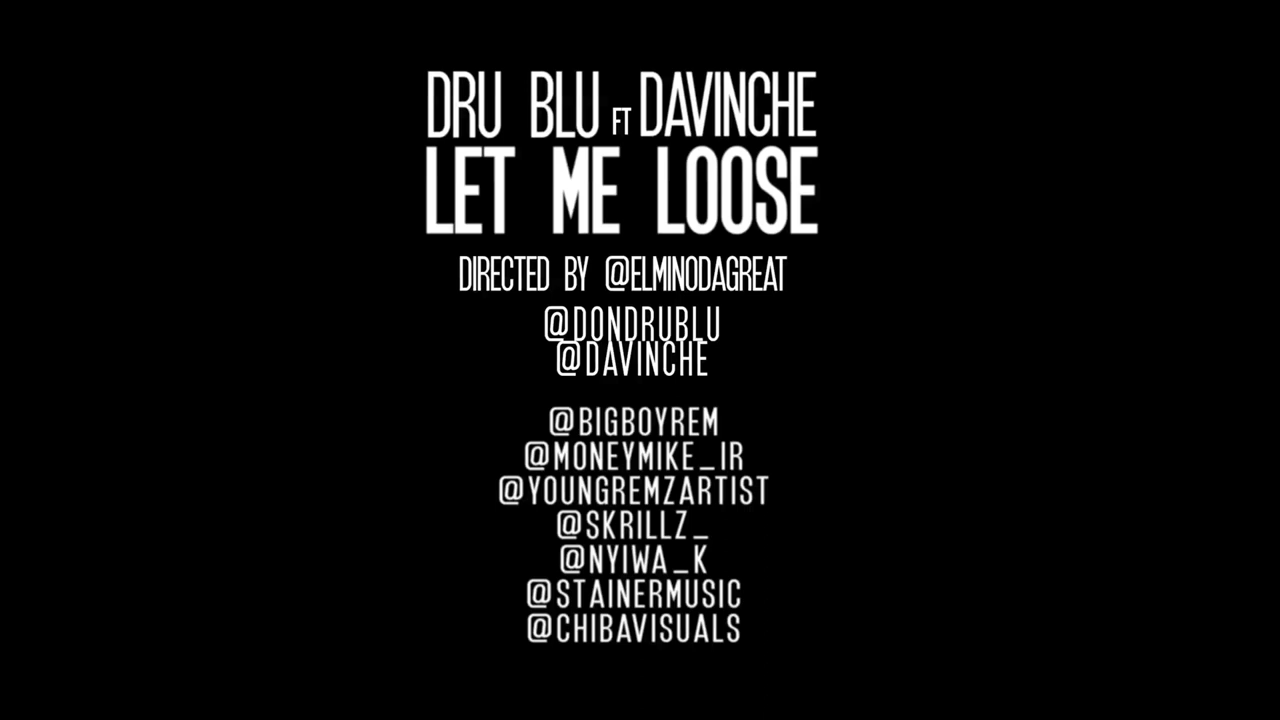 DRU BLU FT DAVINCHE
LET ME LOOSE
DIRECTED BY @ELMINODAGREAT
@DONDRUBLU
@DAVINCHE
@BIGBOYREM
@MONEYMIKE_IR
@YOUNGREMZARTIST
@SKRILLZ_
@NYIWA_K
@STAINERMUSIC
@CHIBAVISUALS